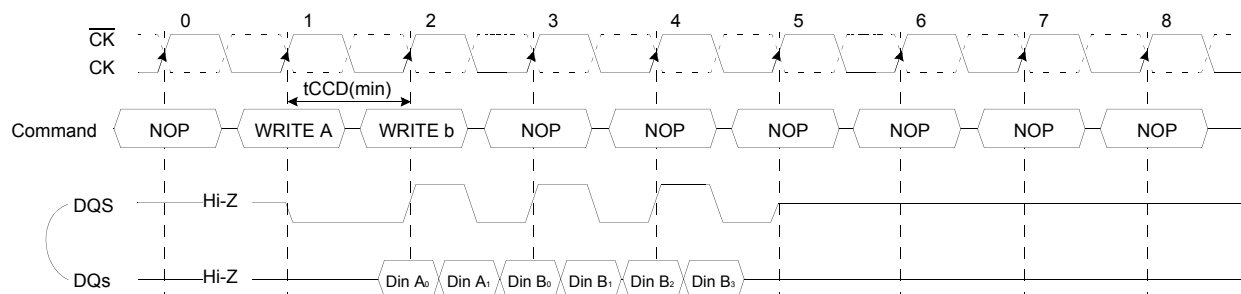 0 1 2 3 4 5 6 7 8
CK
CK
tCCD(min)
Command NOP WRITE A WRITE b NOP NOP NOP NOP NOP NOP
DQS Hi-Z
DQs Hi-Z Din A₀ Din A₁ Din B₀ Din B₁ Din B₂ Din B₃